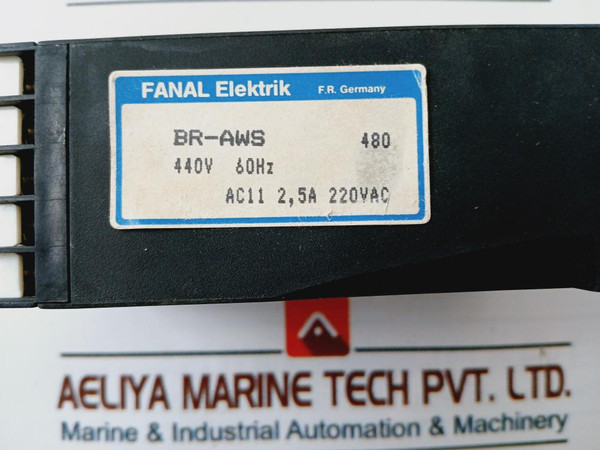 FANAL Elektrik F.R. Germany
BR-AWS 480
440V 60Hz
AC11 2,5A 220VAC
AELIYA MARINE TECH PVT. LTD.
Marine & Industrial Automation & Machinery